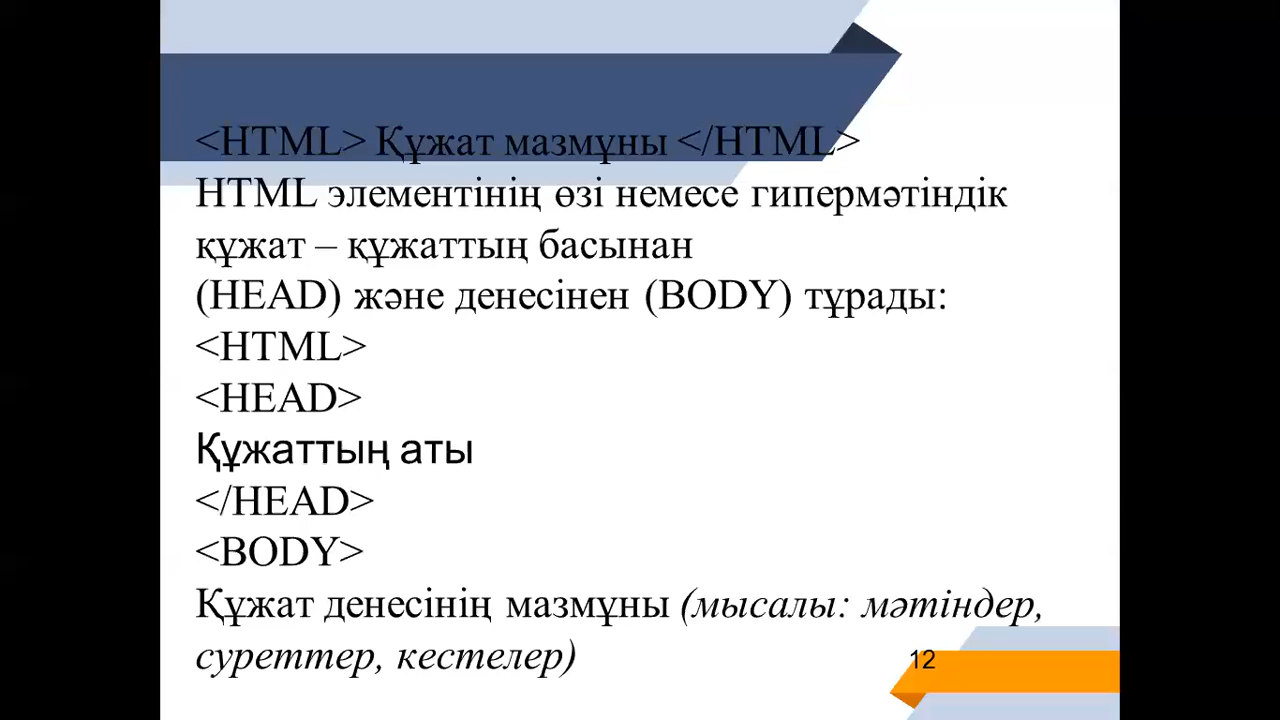 <HTML> Құжат мазмұны </HTML>
HTML элементінің өзі немесе гипермәтіндік
құжат – құжаттың басынан
(HEAD) және денесінен (BODY) тұрады:
<HTML>
<HEAD>
Құжаттың аты
</HEAD>
<BODY>
Құжат денесінің мазмұны (мысалы: мәтіндер,
суреттер, кестелер)
12